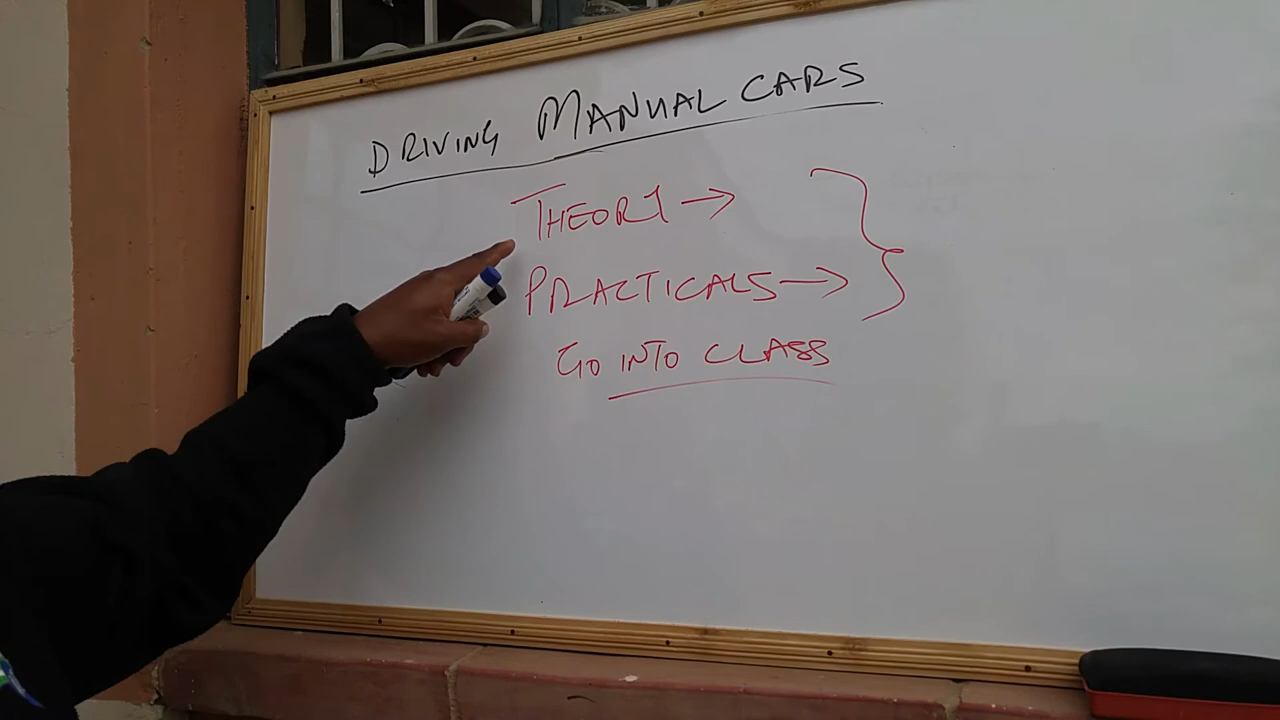 DRIVING MANUAL CARS
THEORY →
PRACTICALS →
GO INTO CLASS